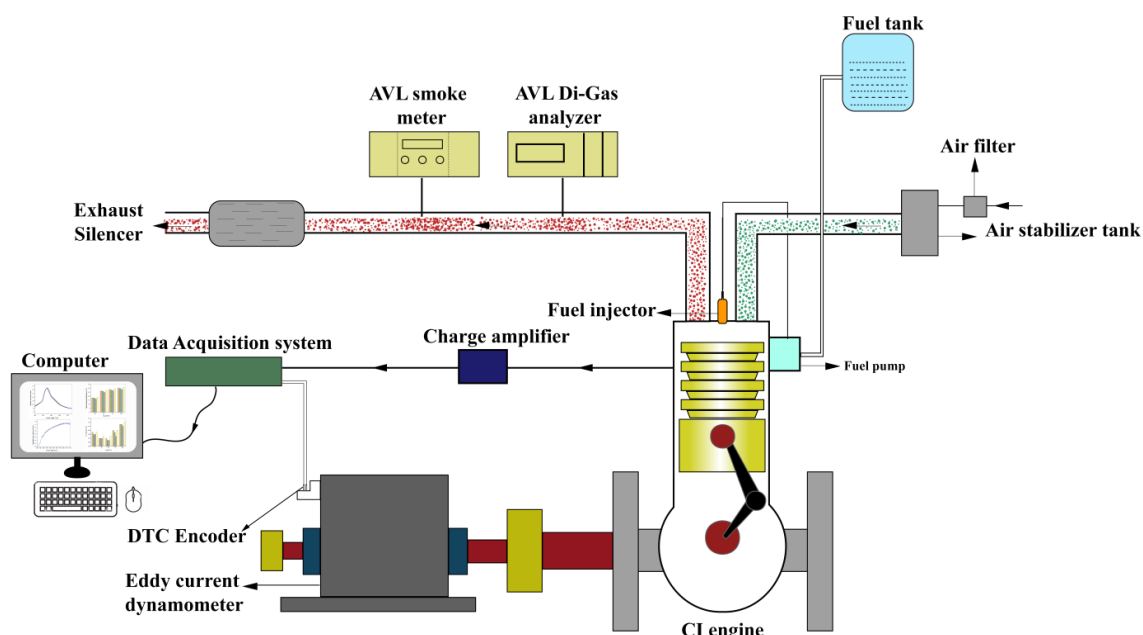 Fuel tank
AVL smoke
meter
AVL Di-Gas
analyzer
Air filter
Exhaust
Silencer
Air stabilizer tank
Fuel injector
Charge amplifier
Data Acquisition system
Computer
Fuel pump
DTC Encoder
Eddy current
dynamometer
CI engine